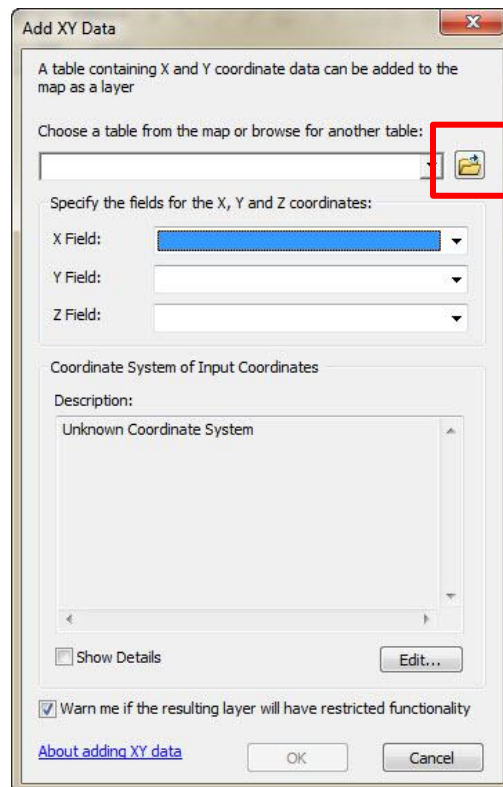 Add XY Data
A table containing X and Y coordinate data can be added to the
map as a layer
Choose a table from the map or browse for another table:
Specify the fields for the X, Y and Z coordinates:
X Field:
Y Field:
Z Field:
Coordinate System of Input Coordinates
Description:
Unknown Coordinate System
Show Details
Edit...
Warn me if the resulting layer will have restricted functionality
About adding XY data
OK
Cancel